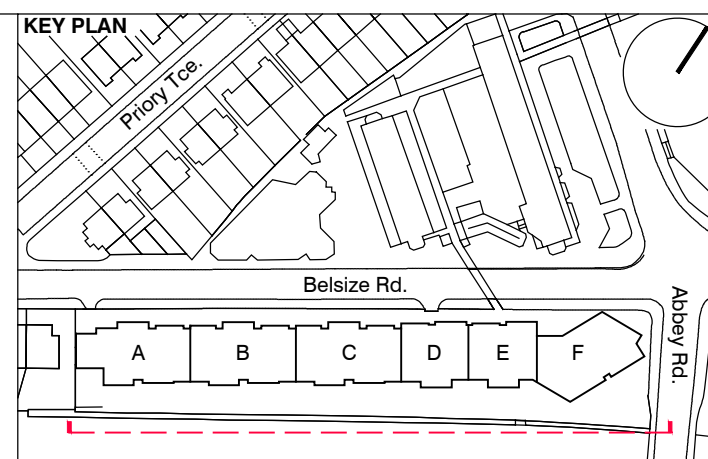 KEY PLAN
Priory Tce.
Belsize Rd.
Abbey Rd.
A B C D E F